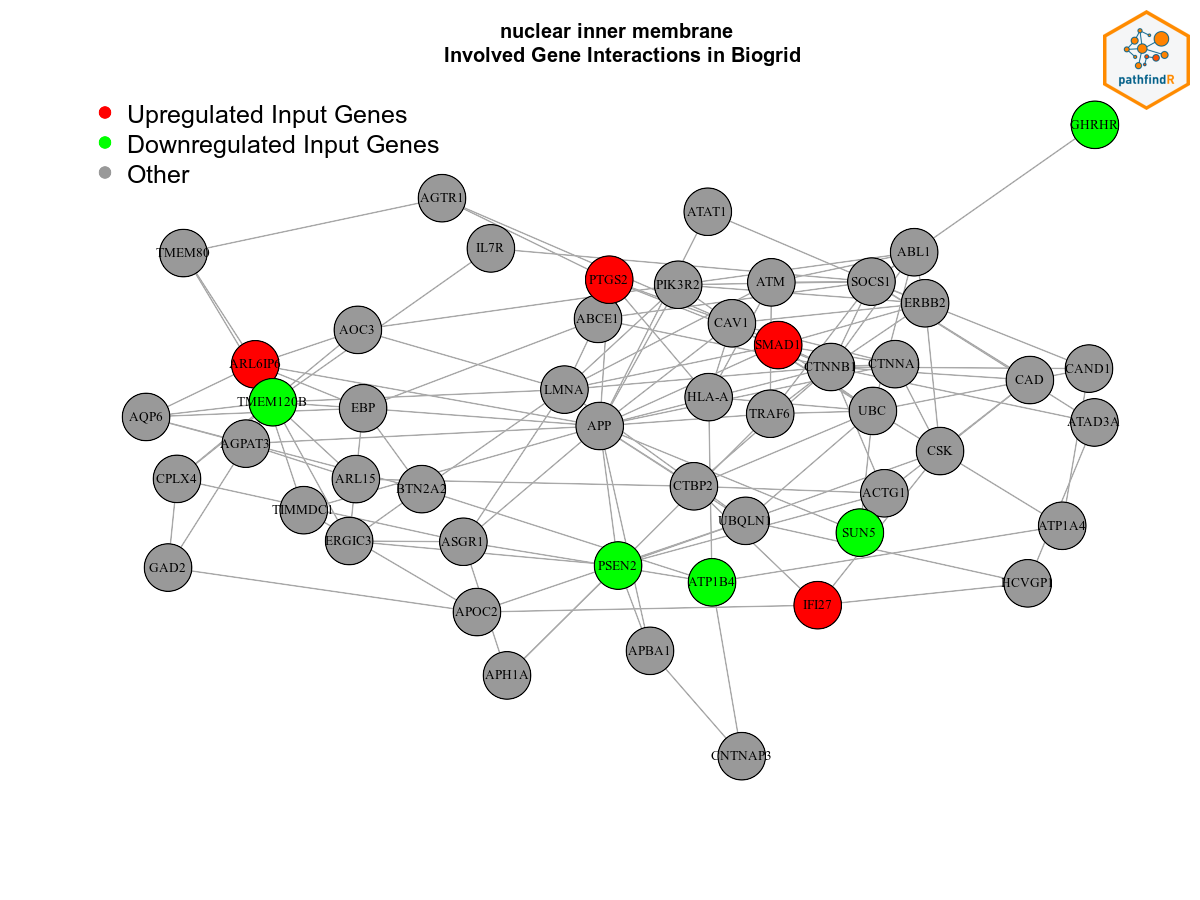 nuclear inner membrane
Involved Gene Interactions in Biogrid
pathfindR
Upregulated Input Genes
Downregulated Input Genes
Other
GHRHR
AGTR1
ATAT1
TMEM80
IL7R
ABL1
PTGS2
PIK3R2
ATM
SOCS1
ERBB2
ABCE1
CAV1
AOC3
SMAD1
ARL6IP6
CTNNB1
CTNNA
CAND1
CAD
LMNA
HLA-A
TMEM120B
EBP
TRAF6
UBC
AQP6
APP
ATAD3A
AGPAT3
CSK
CPLX4
ARL15
BTN2A2
CTBP2
ACTG1
TIMMDC1
UBQLN1
SUN5
ATP1A4
ERGIC3
ASGR1
GAD2
PSEN2
ATP1B4
HCVGP1
APOC2
IFI27
APBA1
APH1A
CNTNAP3